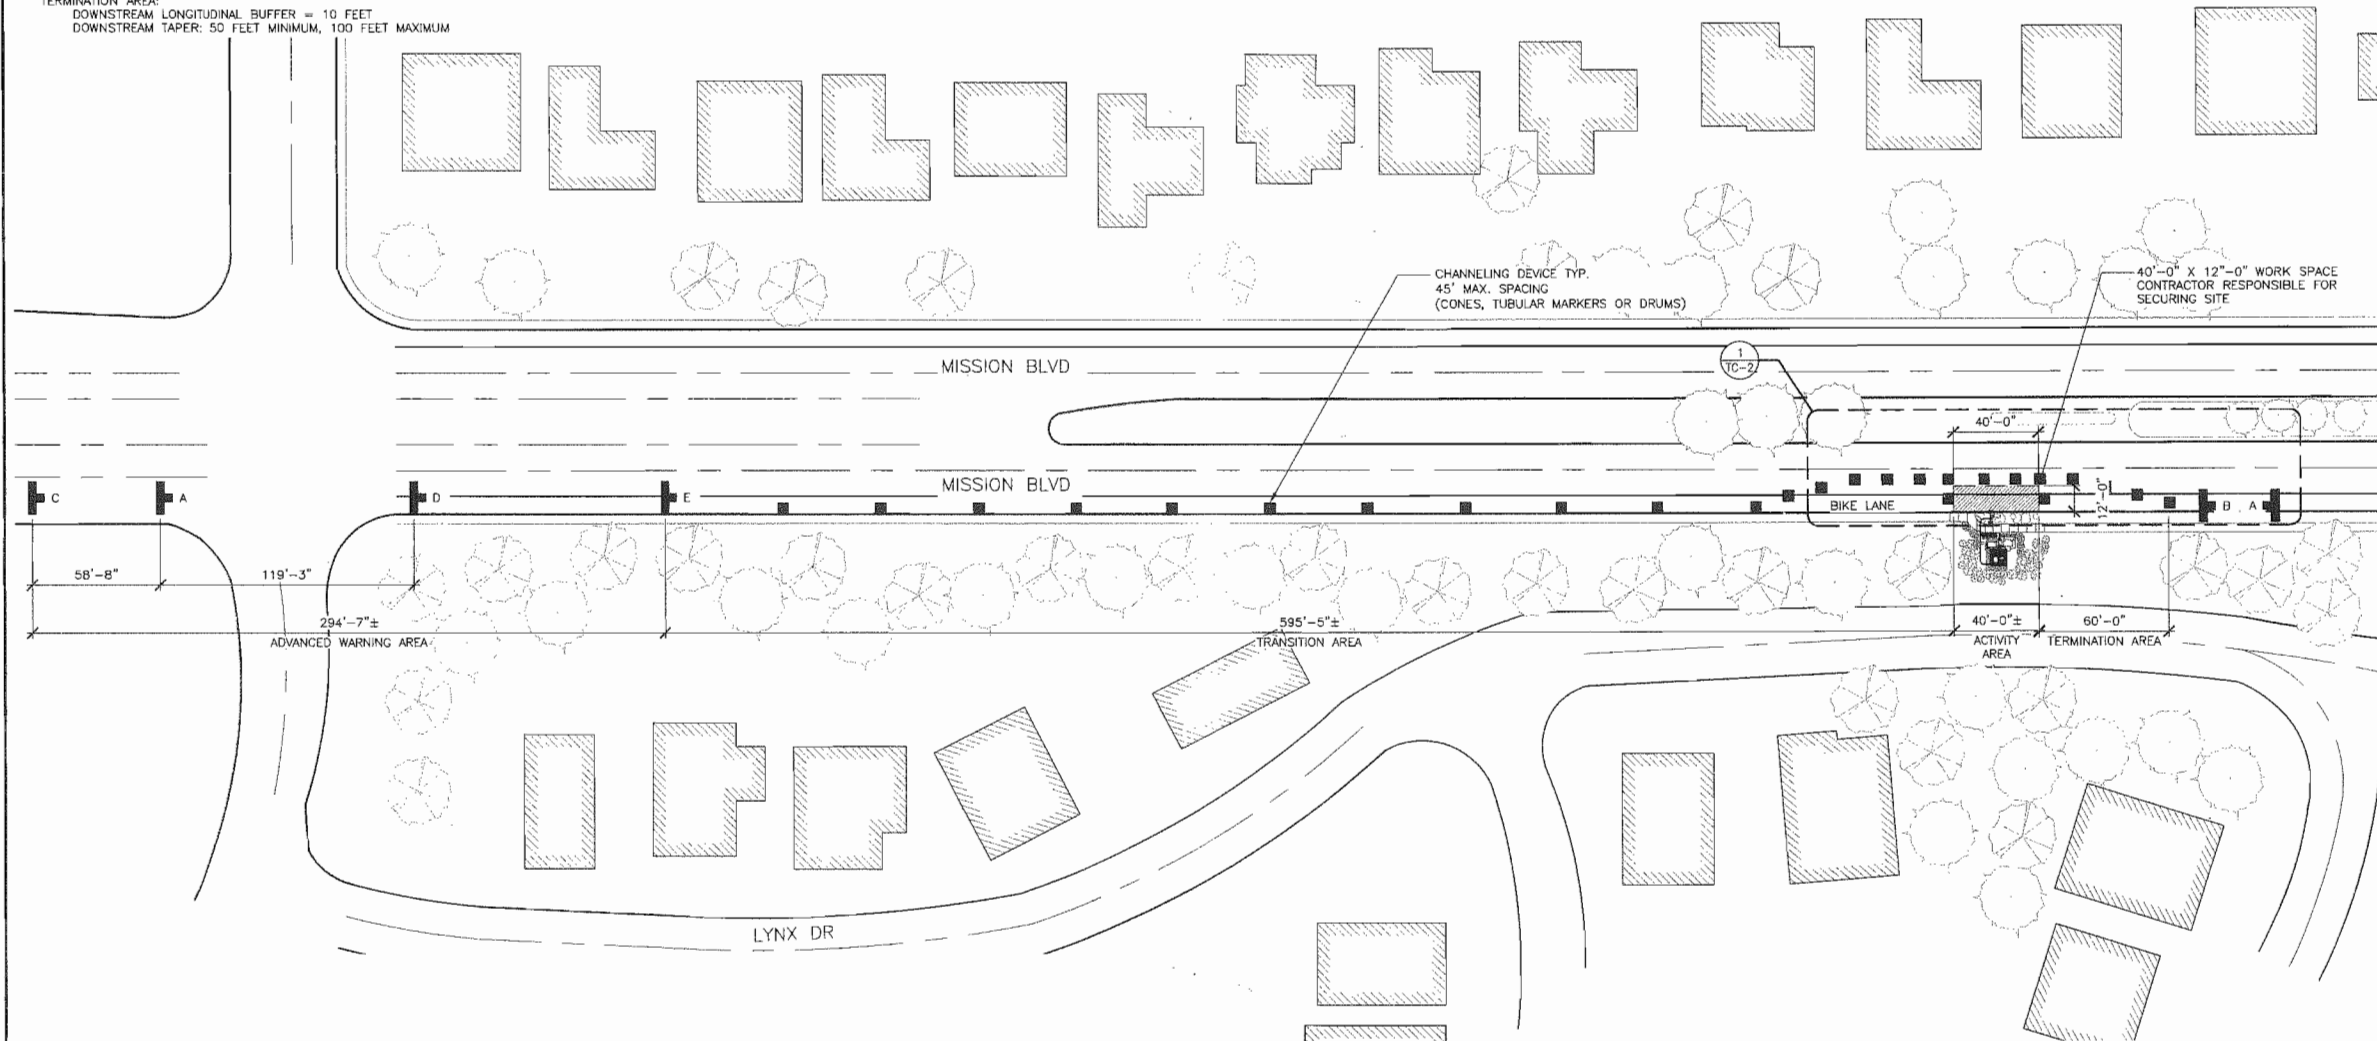 TERMINATION AREA:
DOWNSTREAM LONGITUDINAL BUFFER = 10 FEET
DOWNSTREAM TAPER: 50 FEET MINIMUM, 100 FEET MAXIMUM
CHANNELING DEVICE TYP.
45' MAX. SPACING
(CONES, TUBULAR MARKERS OR DRUMS)
40'-0" X 12"-0" WORK SPACE
CONTRACTOR RESPONSIBLE FOR
SECURING SITE
MISSION BLVD
1
TC-2
40'-0"
MISSION BLVD
C
A
D
E
BIKE LANE
12'-0"
B
A
58'-8"
119'-3"
294'-7"±
ADVANCED WARNING AREA
595'-5"±
TRANSITION AREA
40'-0"±
ACTIVITY
AREA
60'-0"
TERMINATION AREA
LYNX DR